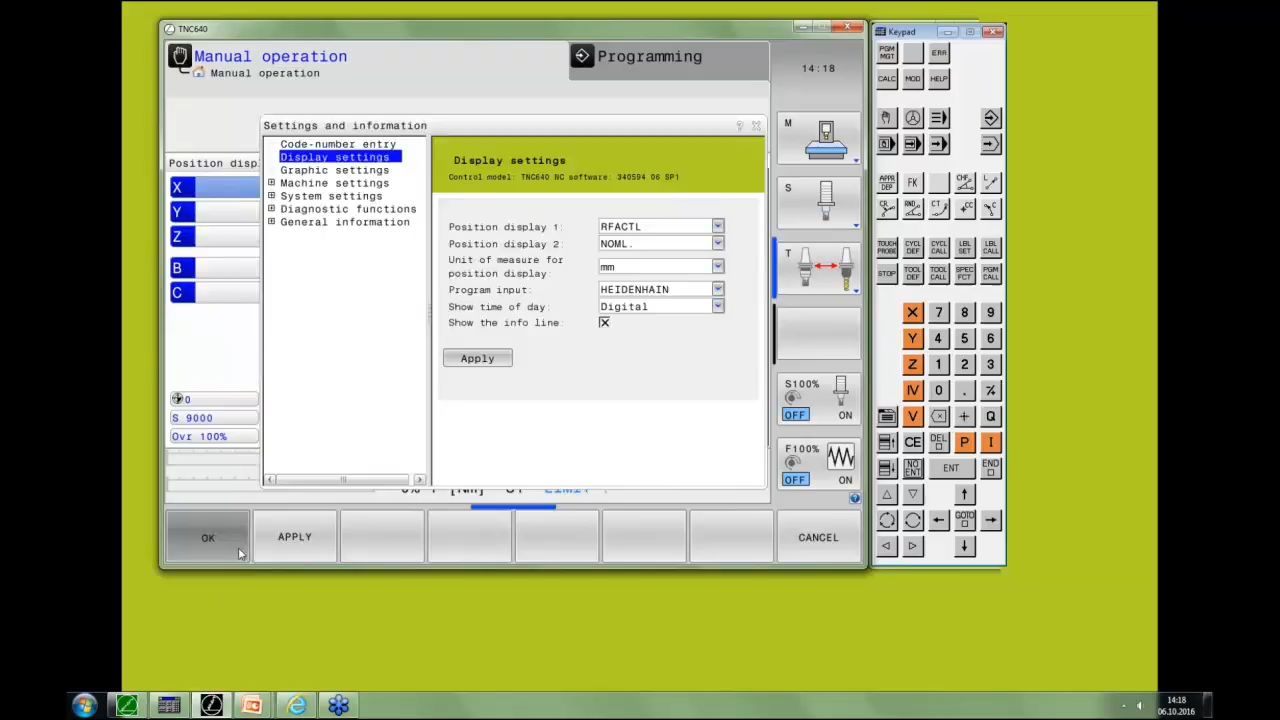 TNC640
Manual operation
Manual operation
Programming
14:18
Settings and information
?
Code-number entry
Display settings
Graphic settings
Machine settings
System settings
Diagnostic functions
General information
Display settings
Control model: TNC640 NC software: 340594 06 SP1
Position display 1: RFACTL
Position display 2: NOML.
Unit of measure for
position display: mm
Program input: HEIDENHAIN
Show time of day: Digital
Show the info line: X
Apply
Position disp
X
Y
Z
B
C
0
S 9000
Ovr 100%
LIMIT
M
S
T
S100%
OFF ON
F100%
OFF ON
OK
APPLY
CANCEL
Keypad
PGM MGT
ERR
CALC MOD HELP
APPR DEP
FK
CHF
L
CR RND CT CC C
TOUCH PROBE
CYCL DEF
CYCL CALL
LBL SET
LBL CALL
STOP
TOOL DEF
TOOL CALL
SPEC FCT
PGM CALL
X 7 8 9
Y 4 5 6
Z 1 2 3
IV 0 .
V Q
CE DEL P I
NO ENT
ENT
END
GOTO
14:18
06.10.2016